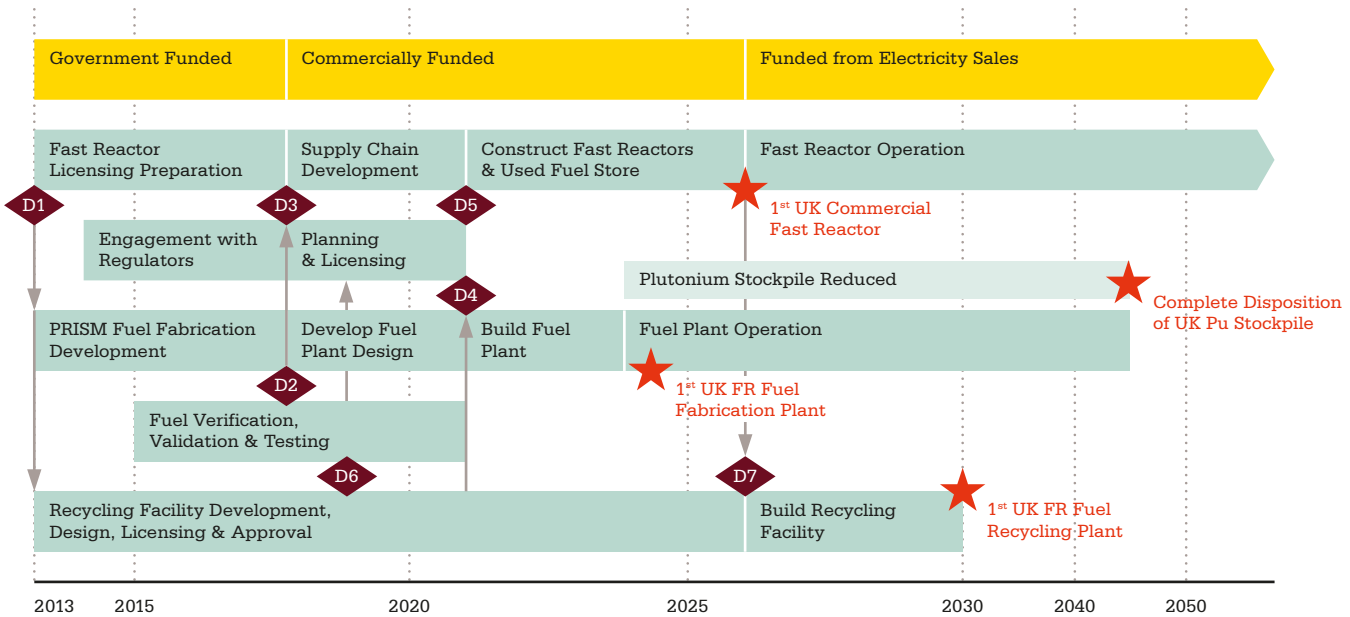 Government Funded
Commercially Funded
Funded from Electricity Sales
Fast Reactor
Licensing Preparation
Supply Chain
Development
Construct Fast Reactors
& Used Fuel Store
Fast Reactor Operation
D1
D3
D5
1st UK Commercial
Fast Reactor
Engagement with
Regulators
Planning
& Licensing
Plutonium Stockpile Reduced
D4
Complete Disposition
of UK Pu Stockpile
PRISM Fuel Fabrication
Development
Develop Fuel
Plant Design
Build Fuel
Plant
Fuel Plant Operation
D2
1st UK FR Fuel
Fabrication Plant
Fuel Verification,
Validation & Testing
D6
D7
Recycling Facility Development,
Design, Licensing & Approval
Build Recycling
Facility
1st UK FR Fuel
Recycling Plant
2013 2015 2020 2025 2030 2040 2050